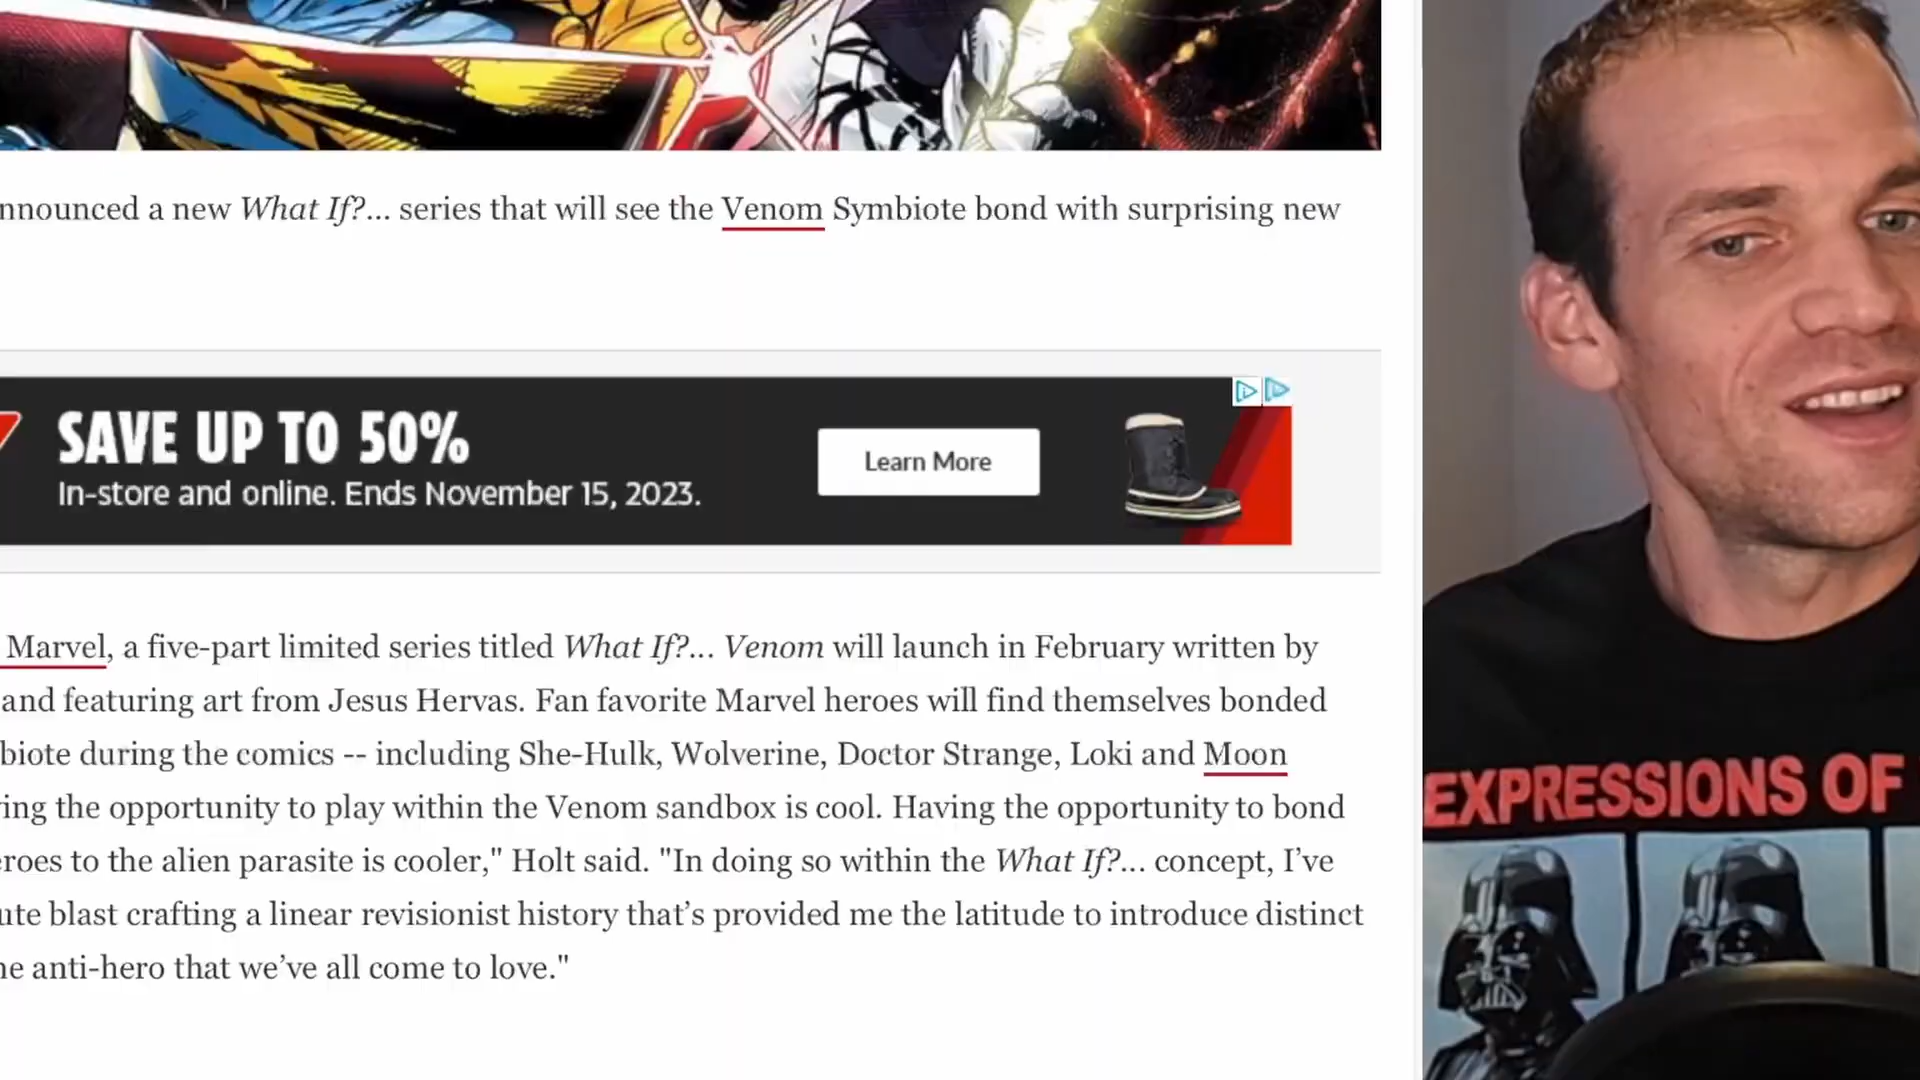 nnounced a new What If?... series that will see the Venom Symbiote bond with surprising new
SAVE UP TO 50%
In-store and online. Ends November 15, 2023.
Learn More
Marvel, a five-part limited series titled What If?... Venom will launch in February written by
and featuring art from Jesus Hervas. Fan favorite Marvel heroes will find themselves bonded
biote during the comics -- including She-Hulk, Wolverine, Doctor Strange, Loki and Moon
ing the opportunity to play within the Venom sandbox is cool. Having the opportunity to bond
eroes to the alien parasite is cooler," Holt said. "In doing so within the What If?... concept, I've
ute blast crafting a linear revisionist history that's provided me the latitude to introduce distinct
ne anti-hero that we've all come to love."
EXPRESSIONS OF